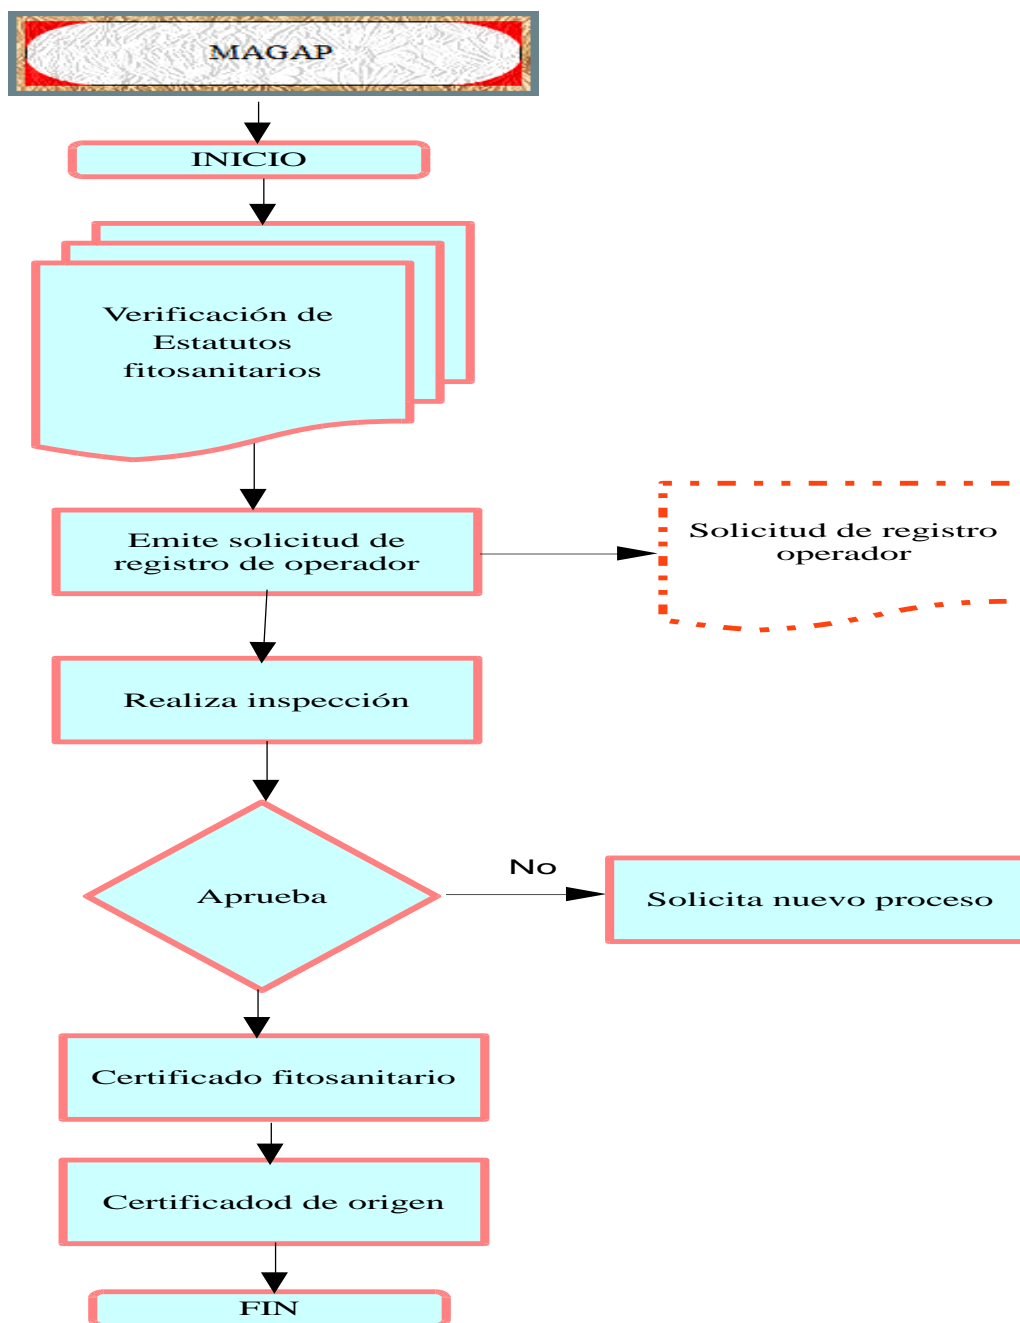 MAGAP
INICIO
Verificación de
Estatutos
fitosanitarios
Emite solicitud de
registro de operador
Solicitud de registro
operador
Realiza inspección
Aprueba
No
Solicita nuevo proceso
Certificado fitosanitario
Certificadod de origen
FIN